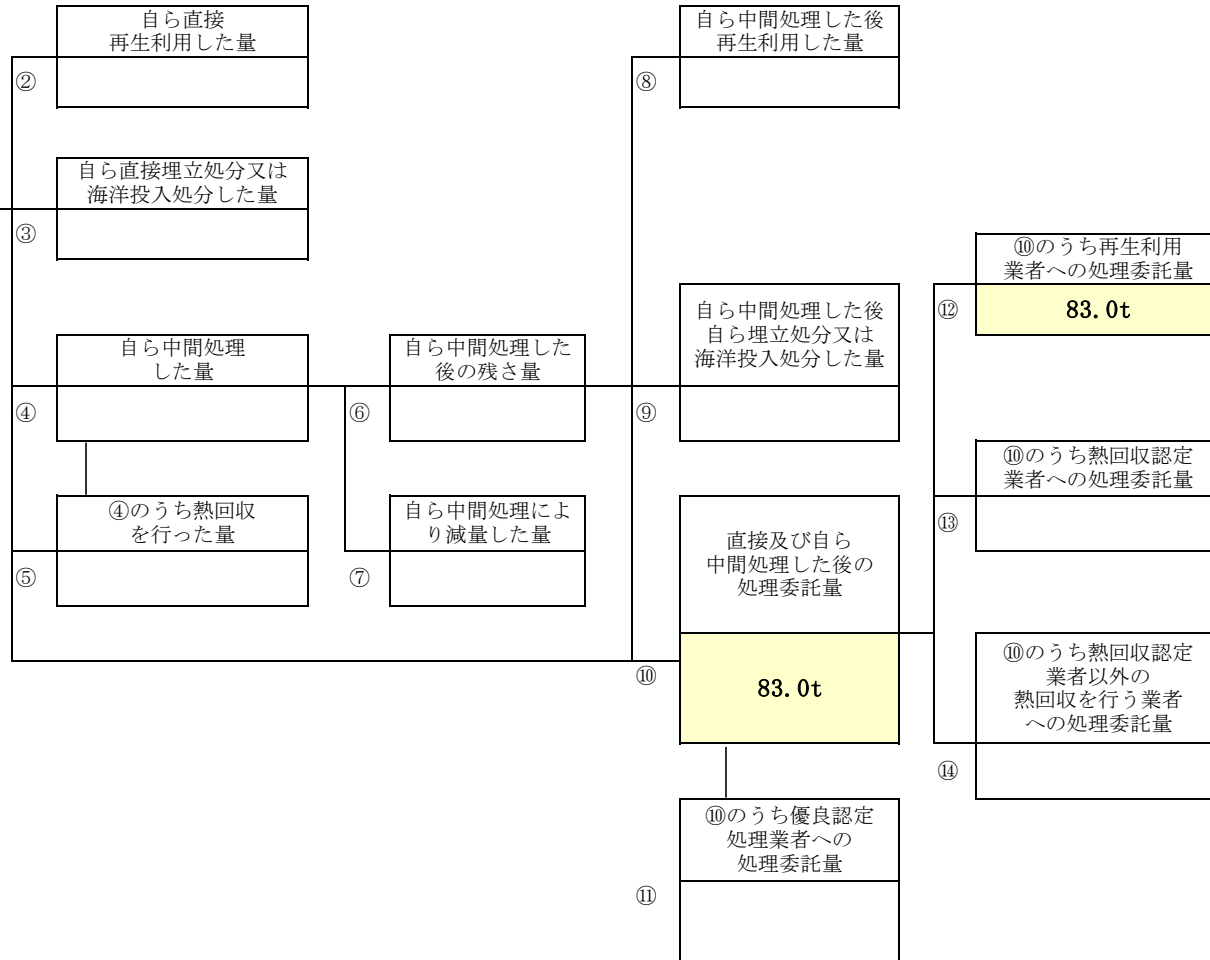 自ら直接
再生利用した量
②
自ら直接埋立処分又は
海洋投入処分した量
③
自ら中間処理
した量
④
④のうち熱回収
を行った量
⑤
自ら中間処理した
後の残さ量
⑥
自ら中間処理によ
り減量した量
⑦
自ら中間処理した後
再生利用した量
⑧
自ら中間処理した後
自ら埋立処分又は
海洋投入処分した量
⑨
直接及び自ら
中間処理した後の
処理委託量
⑩
83.0t
⑩のうち優良認定
処理業者への
処理委託量
⑪
⑩のうち再生利用
業者への処理委託量
⑫
83.0t
⑩のうち熱回収認定
業者への処理委託量
⑬
⑩のうち熱回収認定
業者以外の
熱回収を行う業者
への処理委託量
⑭